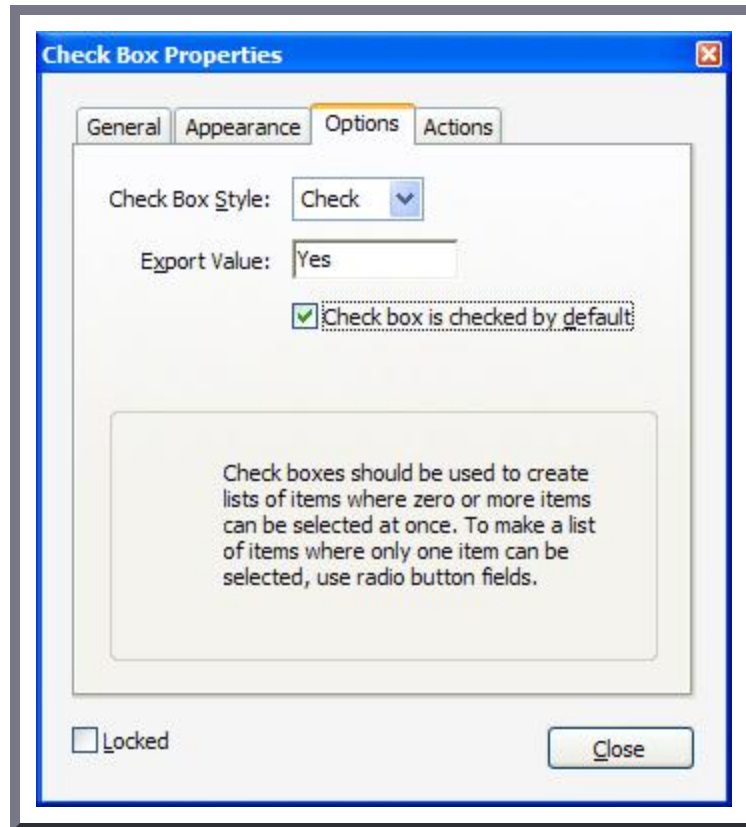 Check Box Properties
General Appearance Options Actions
Check Box Style: Check
Export Value: Yes
Check box is checked by default
Check boxes should be used to create
lists of items where zero or more items
can be selected at once. To make a list
of items where only one item can be
selected, use radio button fields.
Locked Close